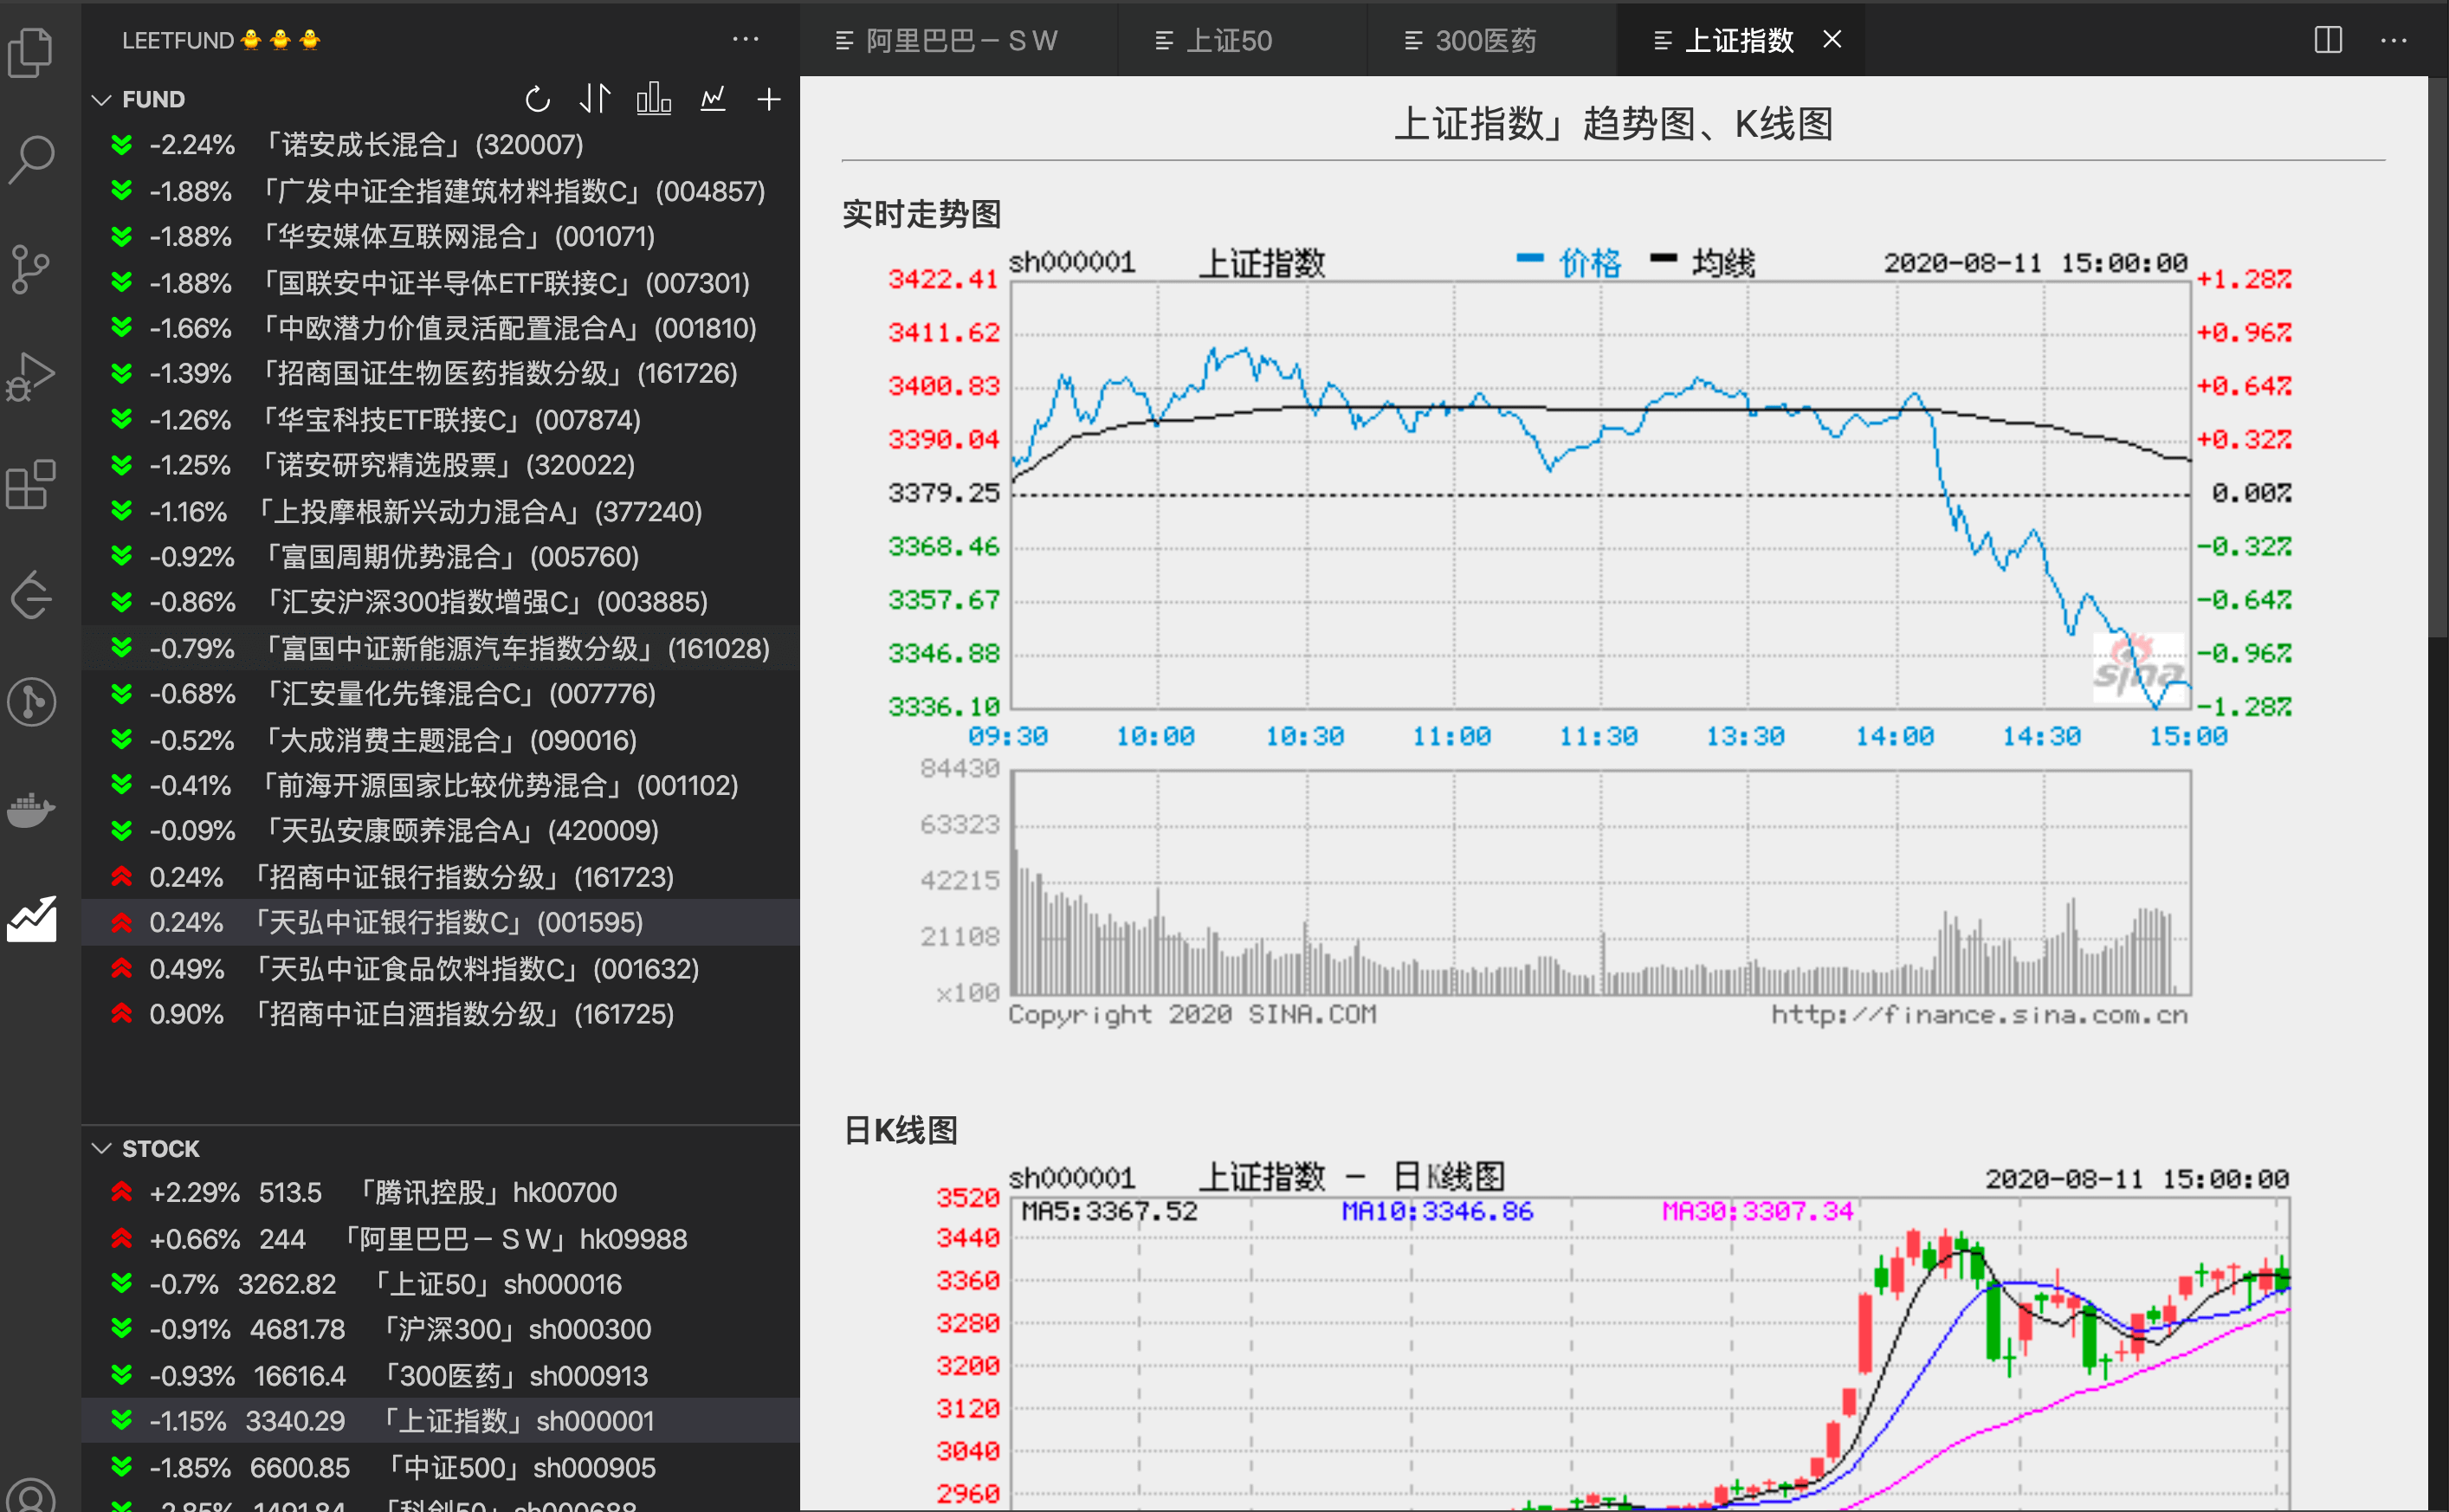 LEETFUND🐥🐥🐥
FUND
-2.24% 「诺安成长混合」(320007)
-1.88% 「广发中证全指建筑材料指数C」(004857)
-1.88% 「华安媒体互联网混合」(001071)
-1.88% 「国联安中证半导体ETF联接C」(007301)
-1.66% 「中欧潜力价值灵活配置混合A」(001810)
-1.39% 「招商国证生物医药指数分级」(161726)
-1.26% 「华宝科技ETF联接C」(007874)
-1.25% 「诺安研究精选股票」(320022)
-1.16% 「上投摩根新兴动力混合A」(377240)
-0.92% 「富国周期优势混合」(005760)
-0.86% 「汇安沪深300指数增强C」(003885)
-0.79% 「富国中证新能源汽车指数分级」(161028)
-0.68% 「汇安量化先锋混合C」(007776)
-0.52% 「大成消费主题混合」(090016)
-0.41% 「前海开源国家比较优势混合」(001102)
-0.09% 「天弘安康颐养混合A」(420009)
0.24% 「招商中证银行指数分级」(161723)
0.24% 「天弘中证银行指数C」(001595)
0.49% 「天弘中证食品饮料指数C」(001632)
0.90% 「招商中证白酒指数分级」(161725)
STOCK
+2.29% 513.5 「腾讯控股」hk00700
+0.66% 244 「阿里巴巴－ＳＷ」hk09988
-0.7% 3262.82 「上证50」sh000016
-0.91% 4681.78 「沪深300」sh000300
-0.93% 16616.4 「300医药」sh000913
-1.15% 3340.29 「上证指数」sh000001
-1.85% 6600.85 「中证500」sh000905
-2.85% 1491.84 「科创50」sh000688
阿里巴巴－ＳＷ 上证50 300医药 上证指数
上证指数」趋势图、K线图
实时走势图
sh000001 上证指数 价格 均线 2020-08-11 15:00:00
3422.41 +1.28%
3411.62 +0.96%
3400.83 +0.64%
3390.04 +0.32%
3379.25 0.00%
3368.46 -0.32%
3357.67 -0.64%
3346.88 -0.96%
3336.10 -1.28%
sina
09:30 10:00 10:30 11:00 11:30 13:30 14:00 14:30 15:00
84430
63323
42215
21108
x100
Copyright 2020 SINA.COM http://finance.sina.com.cn
日K线图
sh000001 上证指数 － 日K线图 2020-08-11 15:00:00
MA5:3367.52 MA10:3346.86 MA30:3307.34
3520
3440
3360
3280
3200
3120
3040
2960